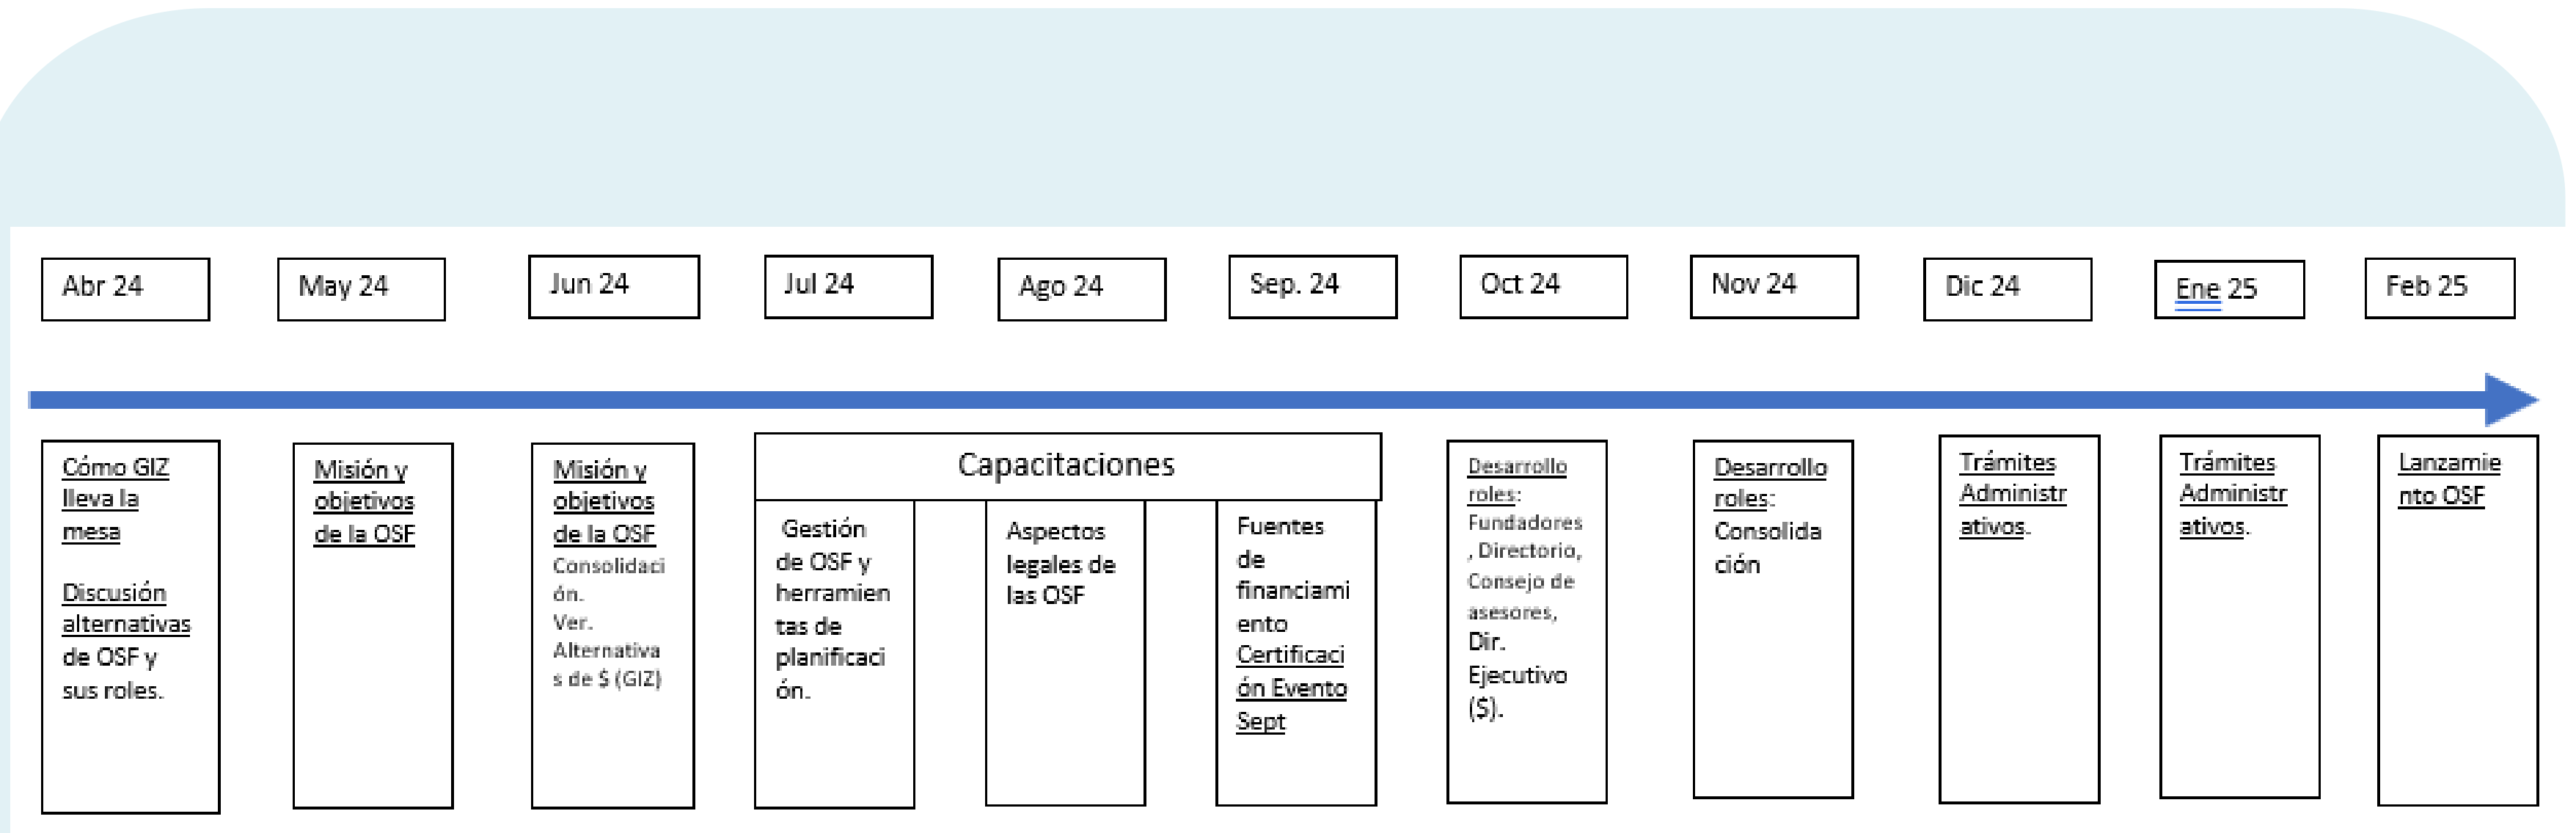 Abr 24
May 24
Jun 24
Jul 24
Ago 24
Sep. 24
Oct 24
Nov 24
Dic 24
Ene 25
Feb 25
Cómo GIZ
lleva la
mesa
Discusión
alternativas
de OSF y
sus roles.
Misión y
objetivos
de la OSF
Misión y
objetivos
de la OSF
Consolidaci
ón.
Ver.
Alternativa
s de $ (GIZ)
Capacitaciones
Gestión
de OSF y
herramien
tas de
planificaci
ón.
Aspectos
legales de
las OSF
Fuentes
de
financiami
ento
Certificaci
ón Evento
Sept
Desarrollo
roles:
Fundadores
, Directorio,
Consejo de
asesores,
Dir.
Ejecutivo
($).
Desarrollo
roles:
Consolida
ción
Trámites
Administr
ativos.
Trámites
Administr
ativos.
Lanzamie
nto OSF